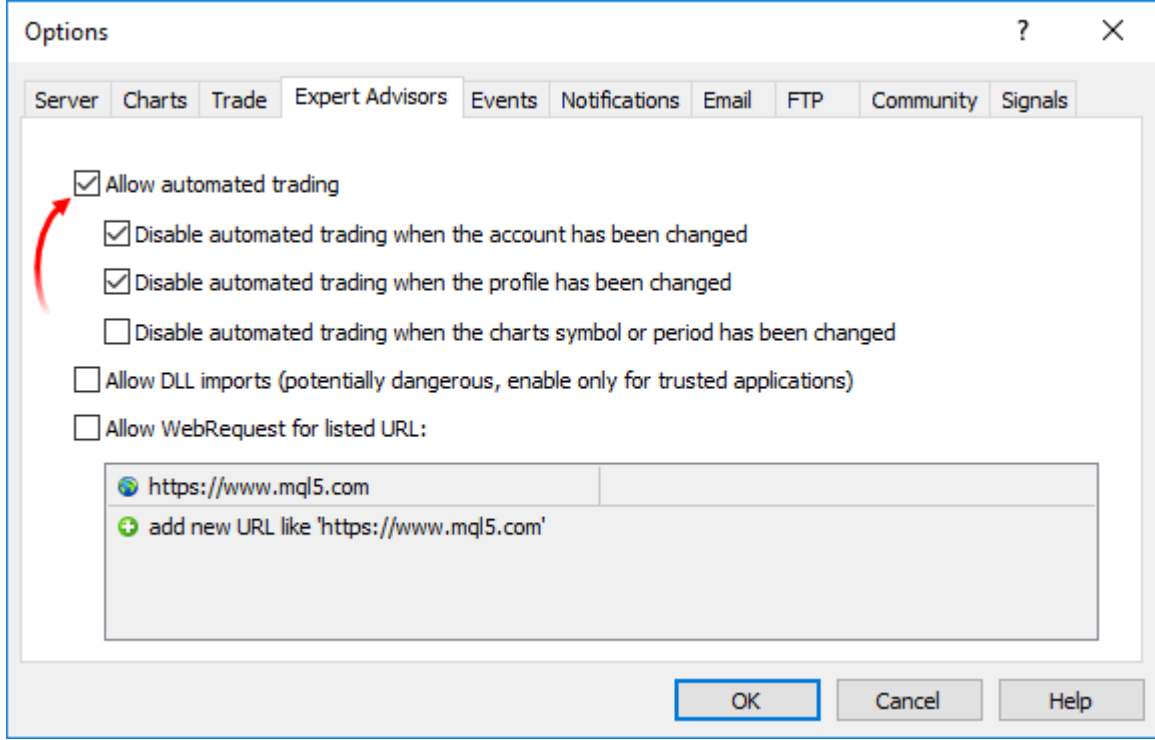 Options
Server Charts Trade Expert Advisors Events Notifications Email FTP Community Signals
Allow automated trading
Disable automated trading when the account has been changed
Disable automated trading when the profile has been changed
Disable automated trading when the charts symbol or period has been changed
Allow DLL imports (potentially dangerous, enable only for trusted applications)
Allow WebRequest for listed URL:
https://www.mql5.com
add new URL like 'https://www.mql5.com'
OK Cancel Help